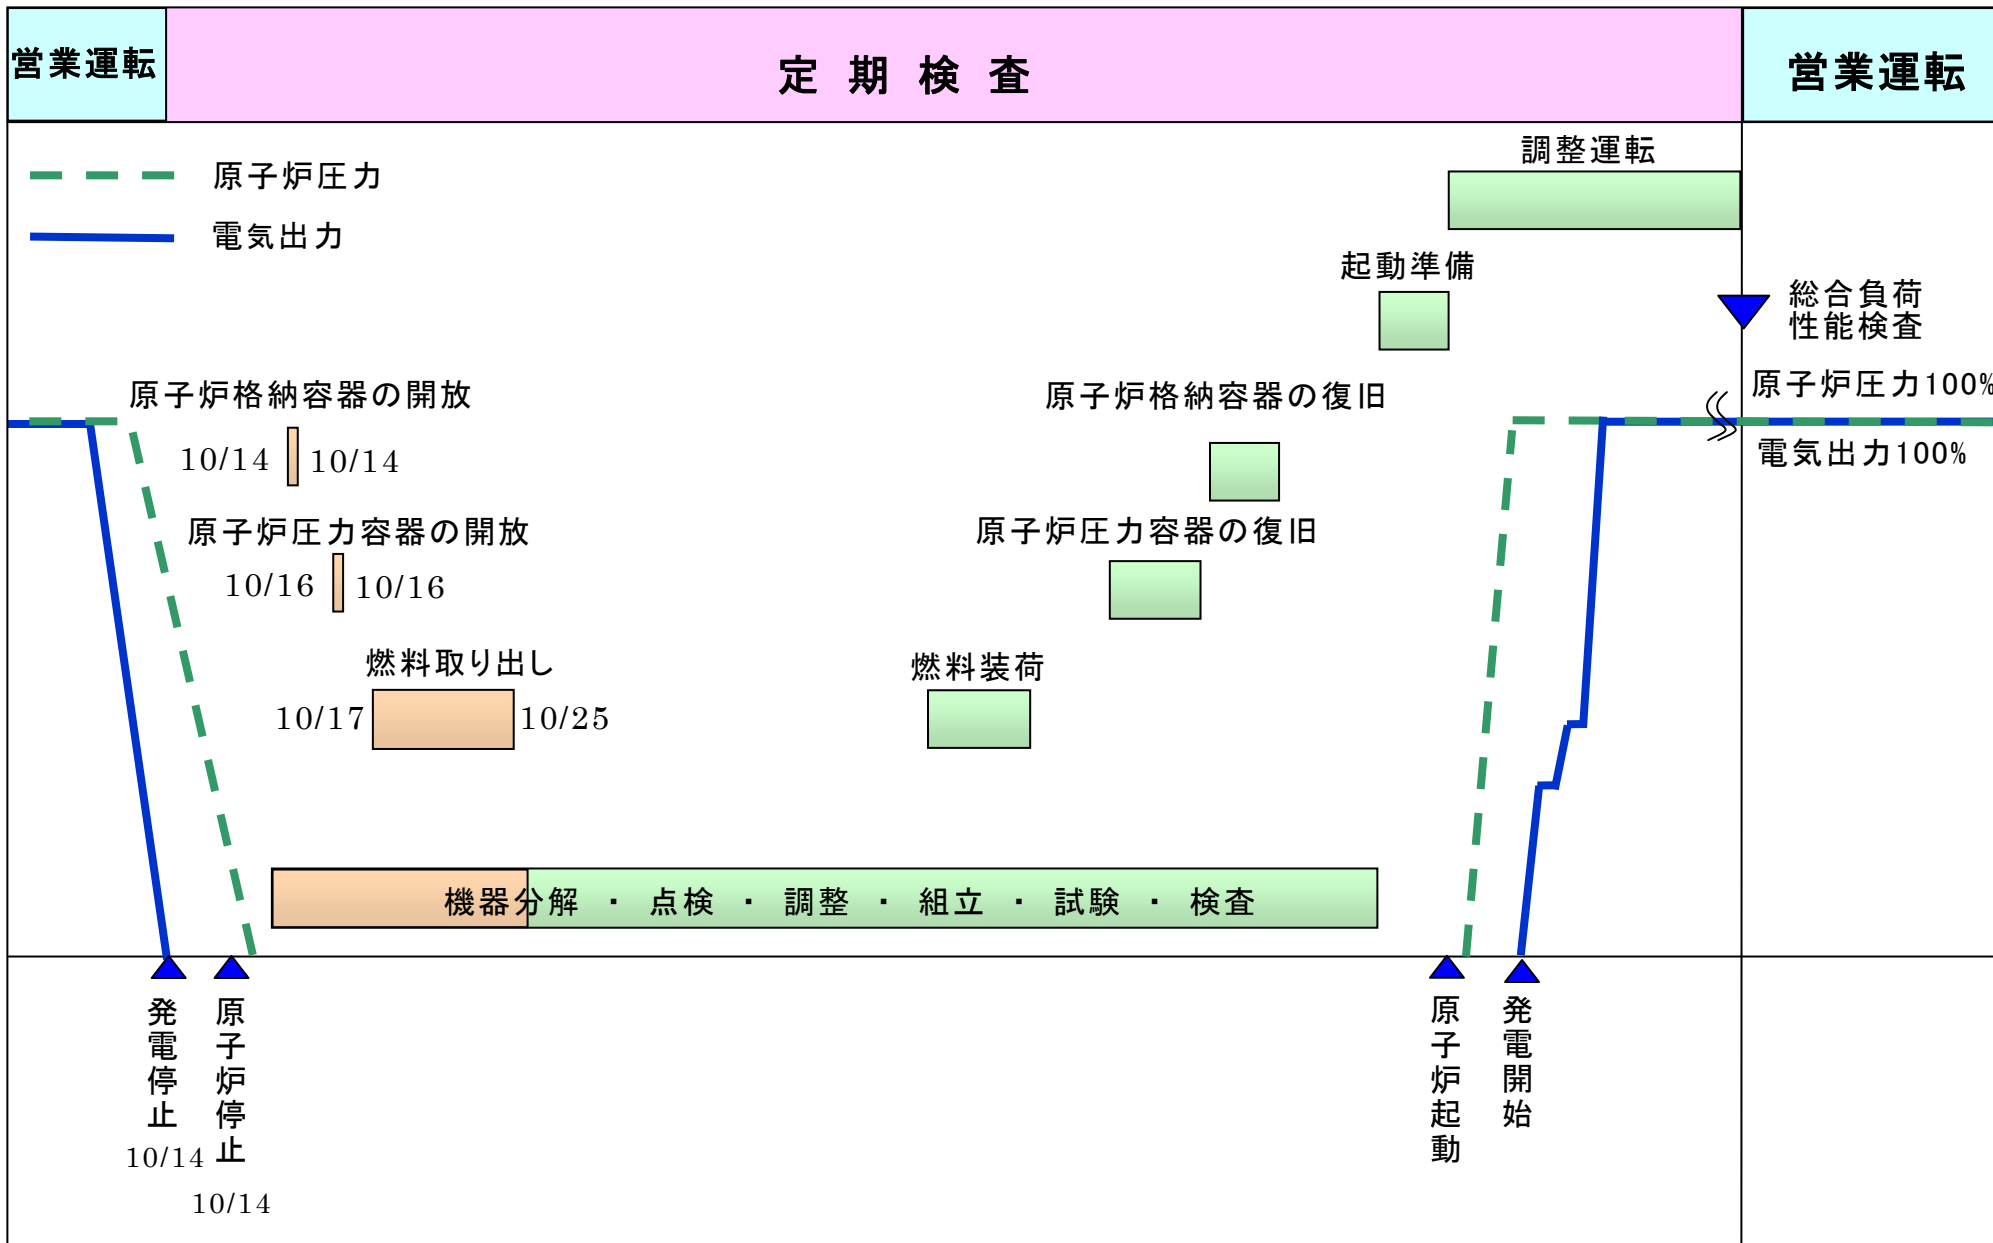 営業運転
定期検査
営業運転
調整運転
原子炉圧力
電気出力
起動準備
総合負荷
性能検査
原子炉圧力100%
電気出力100%
原子炉格納容器の開放
10/14
10/14
原子炉格納容器の復旧
原子炉圧力容器の開放
10/16
10/16
原子炉圧力容器の復旧
燃料取り出し
10/17
10/25
燃料装荷
機器分解 ・ 点検 ・ 調整 ・ 組立 ・ 試験 ・ 検査
発電停止
10/14
原子炉停止
10/14
原子炉起動
発電開始